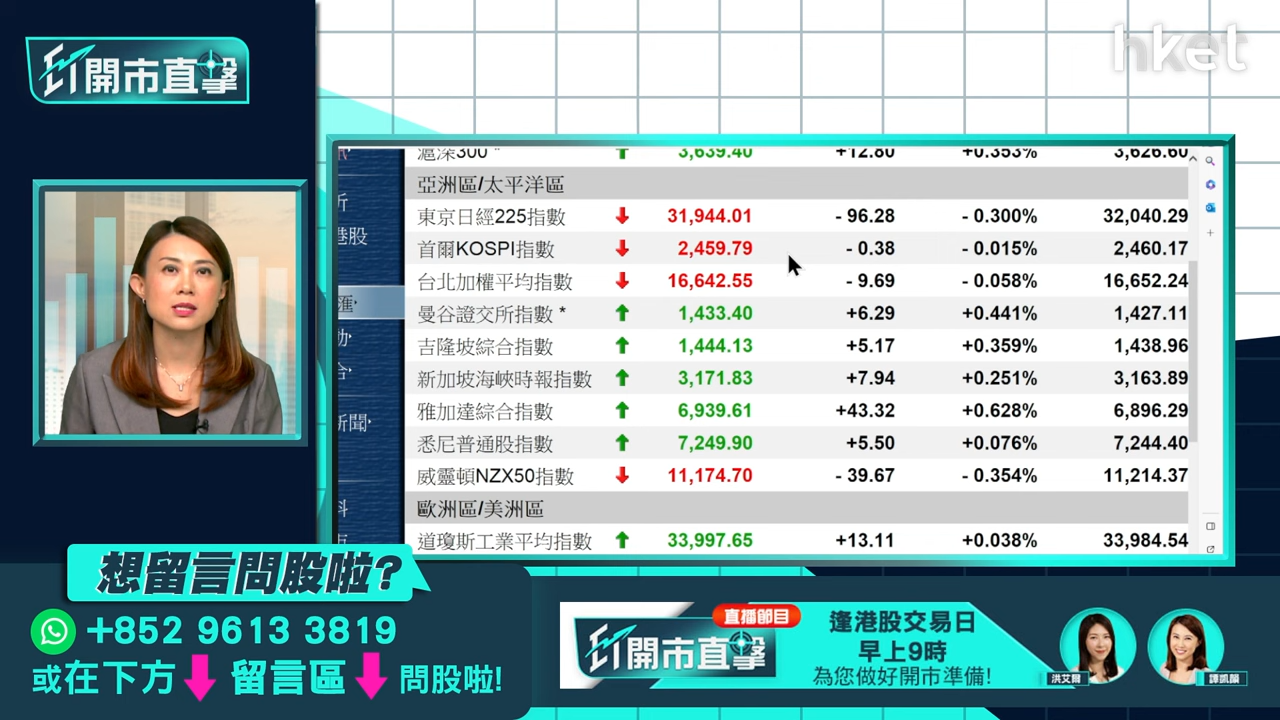 hket
ET開市直擊
滬深300 * 3,639.40 +12.80 +0.353% 3,626.60
亞洲區/太平洋區
東京日經225指數 31,944.01 - 96.28 - 0.300% 32,040.29
首爾KOSPI指數 2,459.79 - 0.38 - 0.015% 2,460.17
台北加權平均指數 16,642.55 - 9.69 - 0.058% 16,652.24
曼谷證交所指數 * 1,433.40 +6.29 +0.441% 1,427.11
吉隆坡綜合指數 1,444.13 +5.17 +0.359% 1,438.96
新加坡海峽時報指數 3,171.83 +7.94 +0.251% 3,163.89
雅加達綜合指數 6,939.61 +43.32 +0.628% 6,896.29
悉尼普通股指數 7,249.90 +5.50 +0.076% 7,244.40
威靈頓NZX50指數 11,174.70 - 39.67 - 0.354% 11,214.37
歐洲區/美洲區
道瓊斯工業平均指數 33,997.65 +13.11 +0.038% 33,984.54
港股
匯
新聞
想留言問股啦?
+852 9613 3819
或在下方 留言區 問股啦!
直播節目
ET開市直擊
逢港股交易日
早上9時
為您做好開市準備!
洪艾爾
譚凱韻